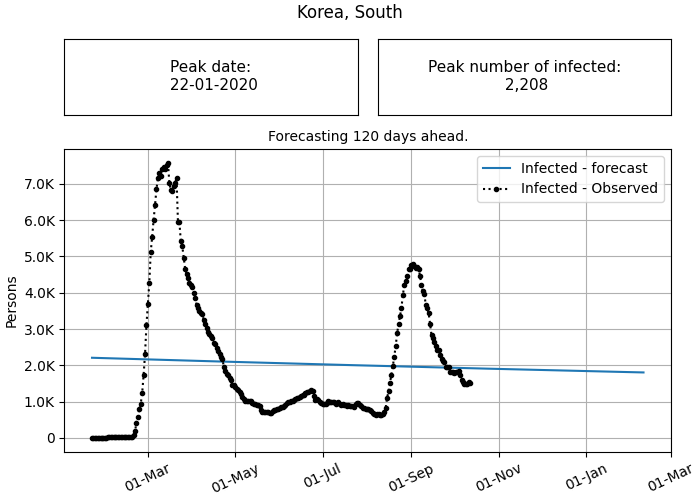 Korea, South
Peak date:
22-01-2020
Peak number of infected:
2,208
Forecasting 120 days ahead.
Infected - forecast
Infected - Observed
7.0K
6.0K
5.0K
4.0K
3.0K
2.0K
1.0K
0
Persons
01-Mar
01-May
01-Jul
01-Sep
01-Nov
01-Jan
01-Mar